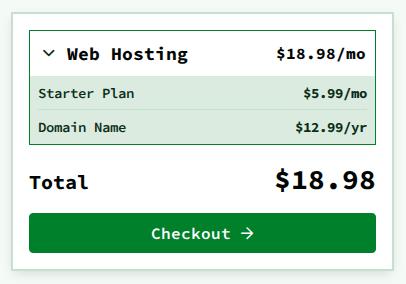 Web Hosting $18.98/mo
Starter Plan $5.99/mo
Domain Name $12.99/yr
Total $18.98
Checkout →